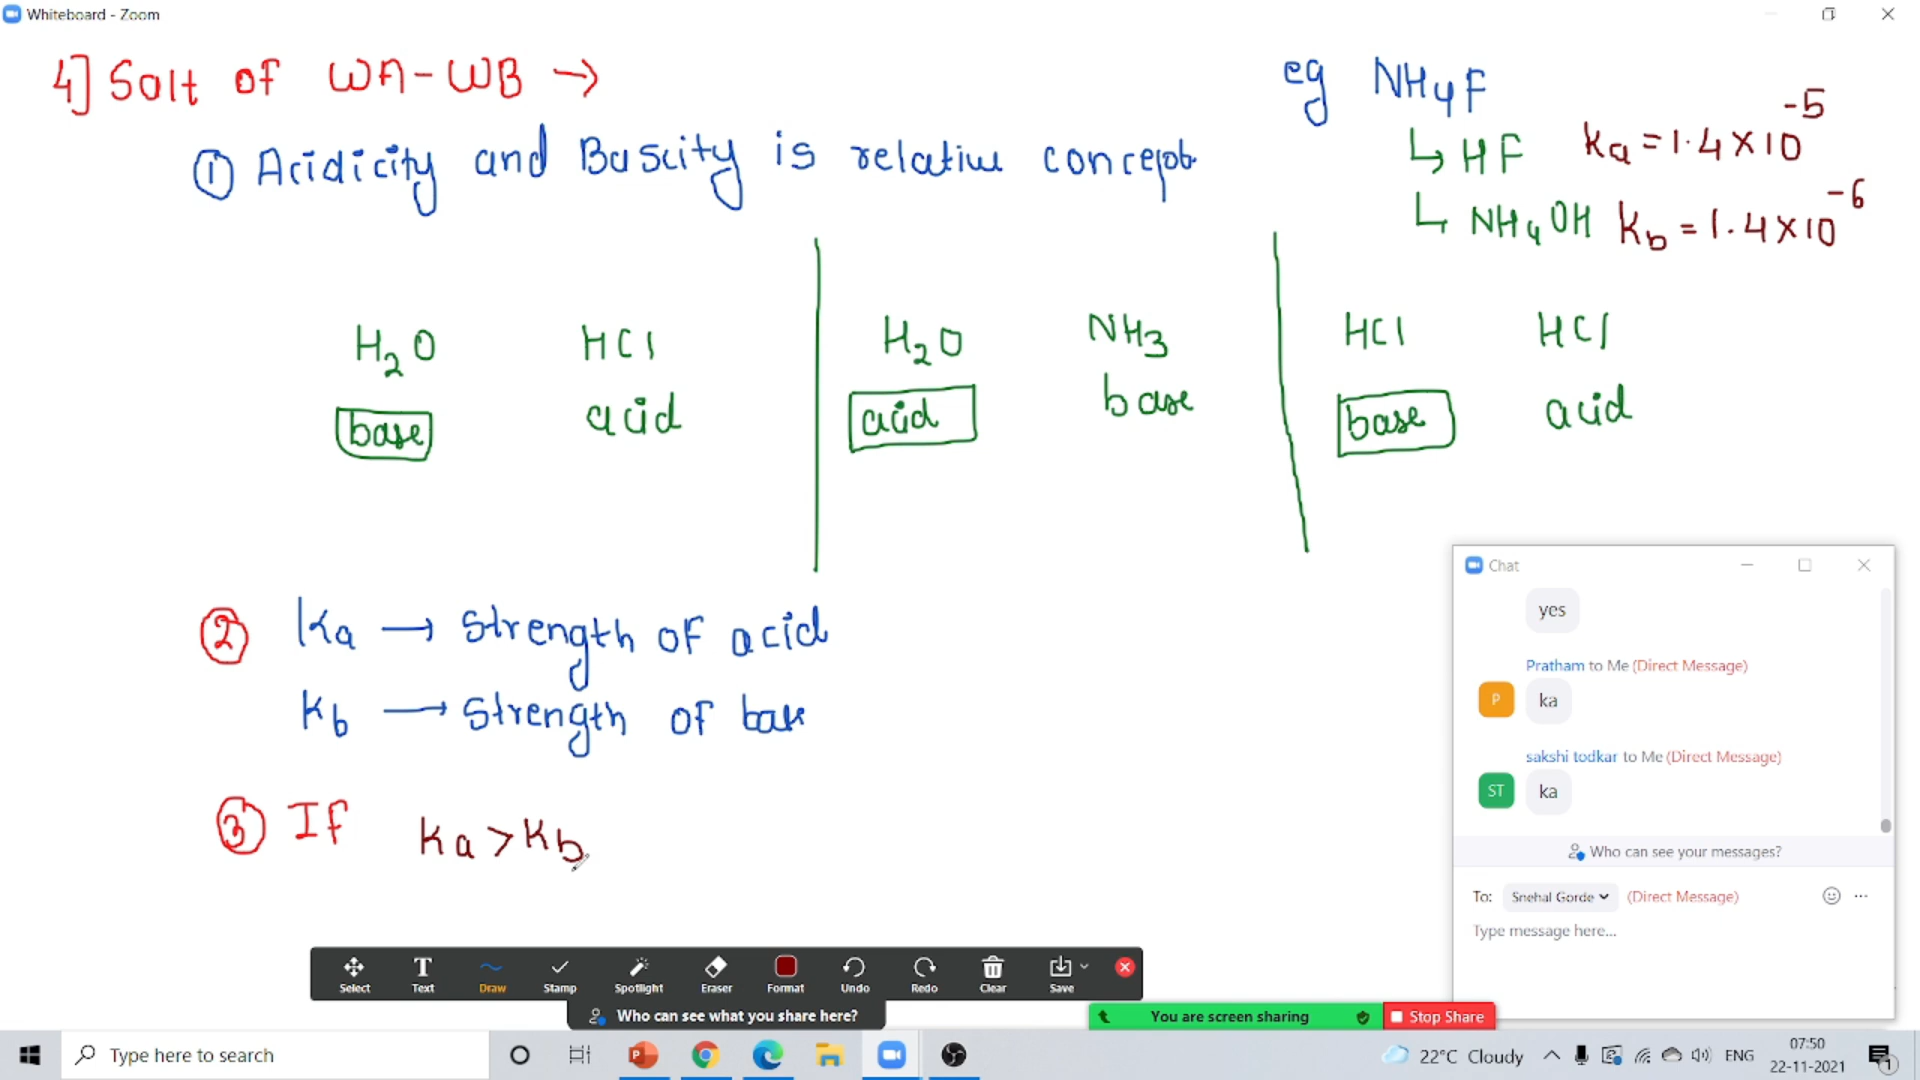 Whiteboard - Zoom
4] Salt of WA-WB →
eg NH4F
① Acidicity and Bascity is relative concept
↳ HF ka = 1.4×10^-5
↳ NH4OH kb = 1.4×10^-6
H2O HCl
base acid
H2O NH3
acid base
HCl HCl
base acid
② ka → strength of acid
kb → strength of base
③ If ka > kb
Chat
yes
Pratham to Me (Direct Message)
P
ka
sakshi todkar to Me (Direct Message)
ST
ka
Who can see your messages?
To: Snehal Gorde (Direct Message)
Type message here...
Select Text Draw Stamp Spotlight Eraser Format Undo Redo Clear Save
Who can see what you share here?
You are screen sharing
Stop Share
Type here to search
22°C Cloudy
ENG
07:50
22-11-2021
1